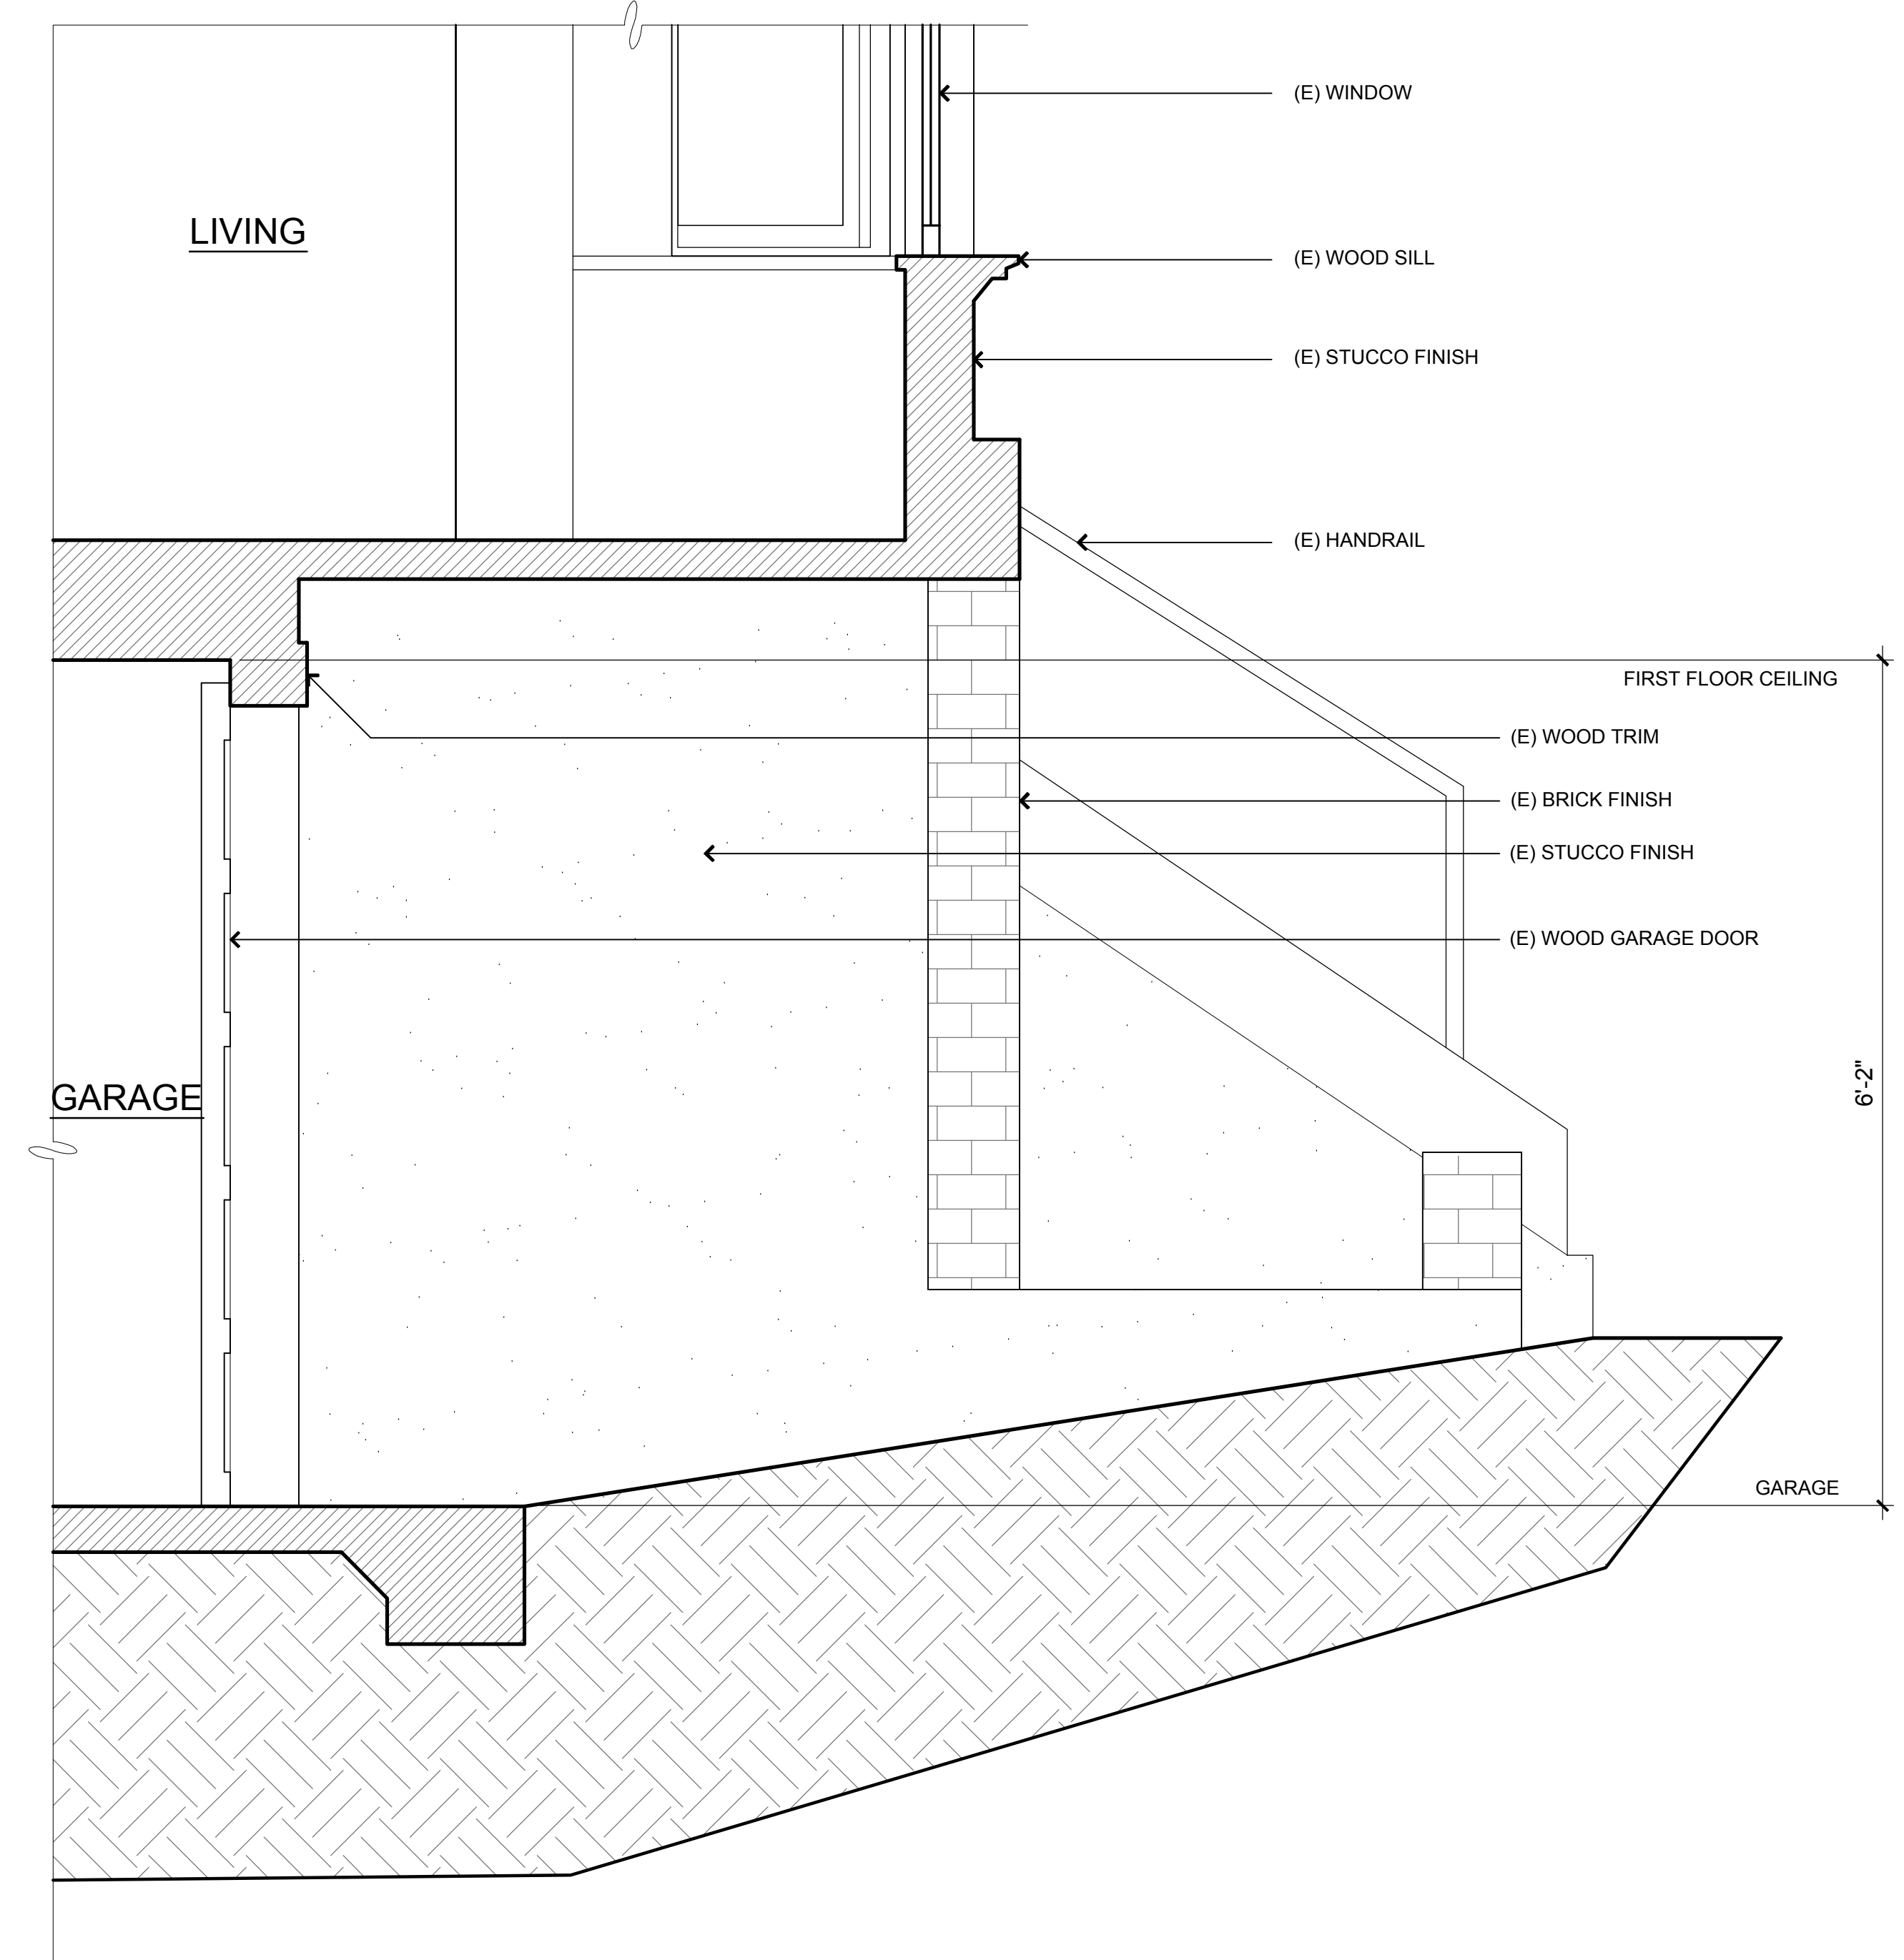 (E) WINDOW
LIVING
(E) WOOD SILL
(E) STUCCO FINISH
(E) HANDRAIL
FIRST FLOOR CEILING
(E) WOOD TRIM
(E) BRICK FINISH
(E) STUCCO FINISH
(E) WOOD GARAGE DOOR
GARAGE
6'-2"
GARAGE